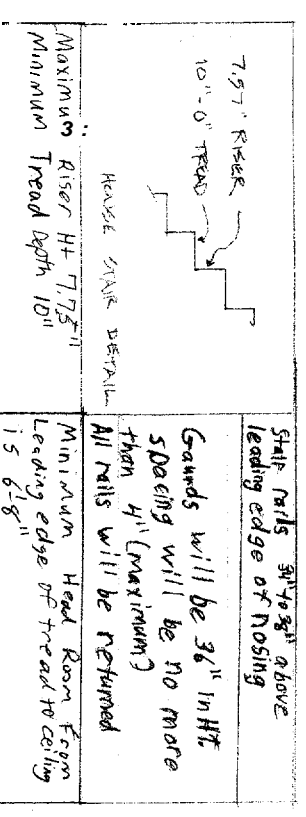 7.57" RISER
10"-0" TREAD
HOUSE STAIR DETAIL
Maximum Riser Ht 7.75"
3:
Minimum Tread Depth 10"
Stair rails 34" to 38" above
leading edge of nosing
Guards will be 36" in Ht.
spacing will be no more
than 4" (maximum)
All rails will be returned
Minimum Head Room From
Leading edge of tread to ceiling
is 6'-8"